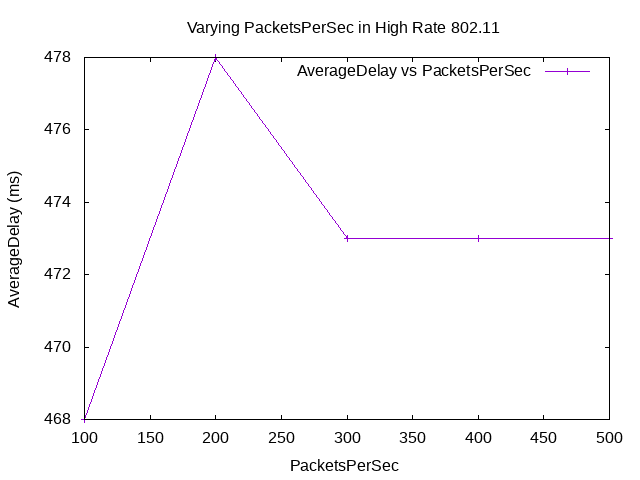 Varying PacketsPerSec in High Rate 802.11
AverageDelay vs PacketsPerSec
478
476
474
472
470
468
AverageDelay (ms)
100 150 200 250 300 350 400 450 500
PacketsPerSec